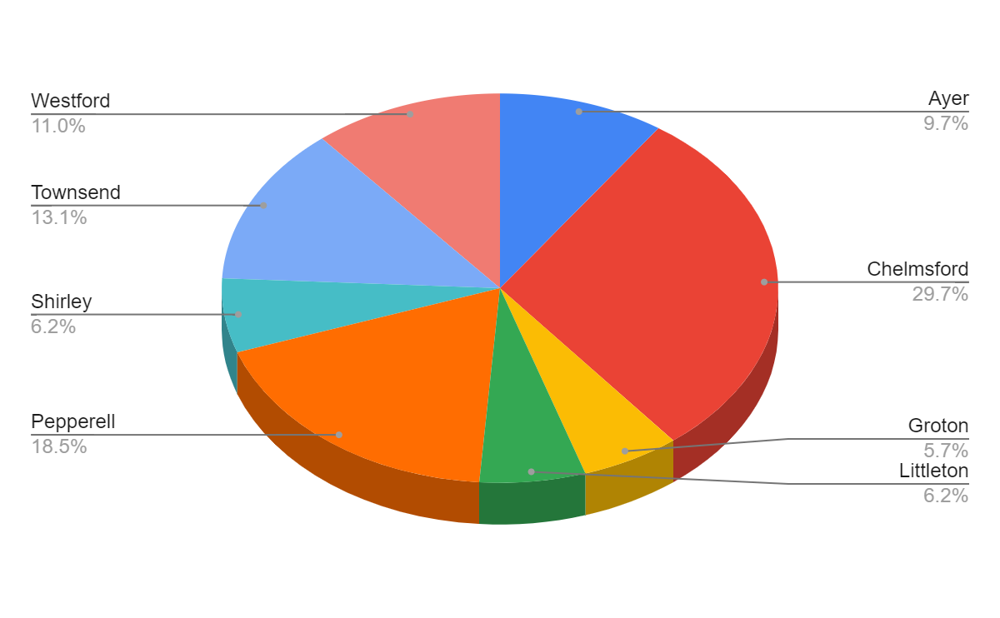 Westford
11.0%
Townsend
13.1%
Shirley
6.2%
Pepperell
18.5%
Ayer
9.7%
Chelmsford
29.7%
Groton
5.7%
Littleton
6.2%